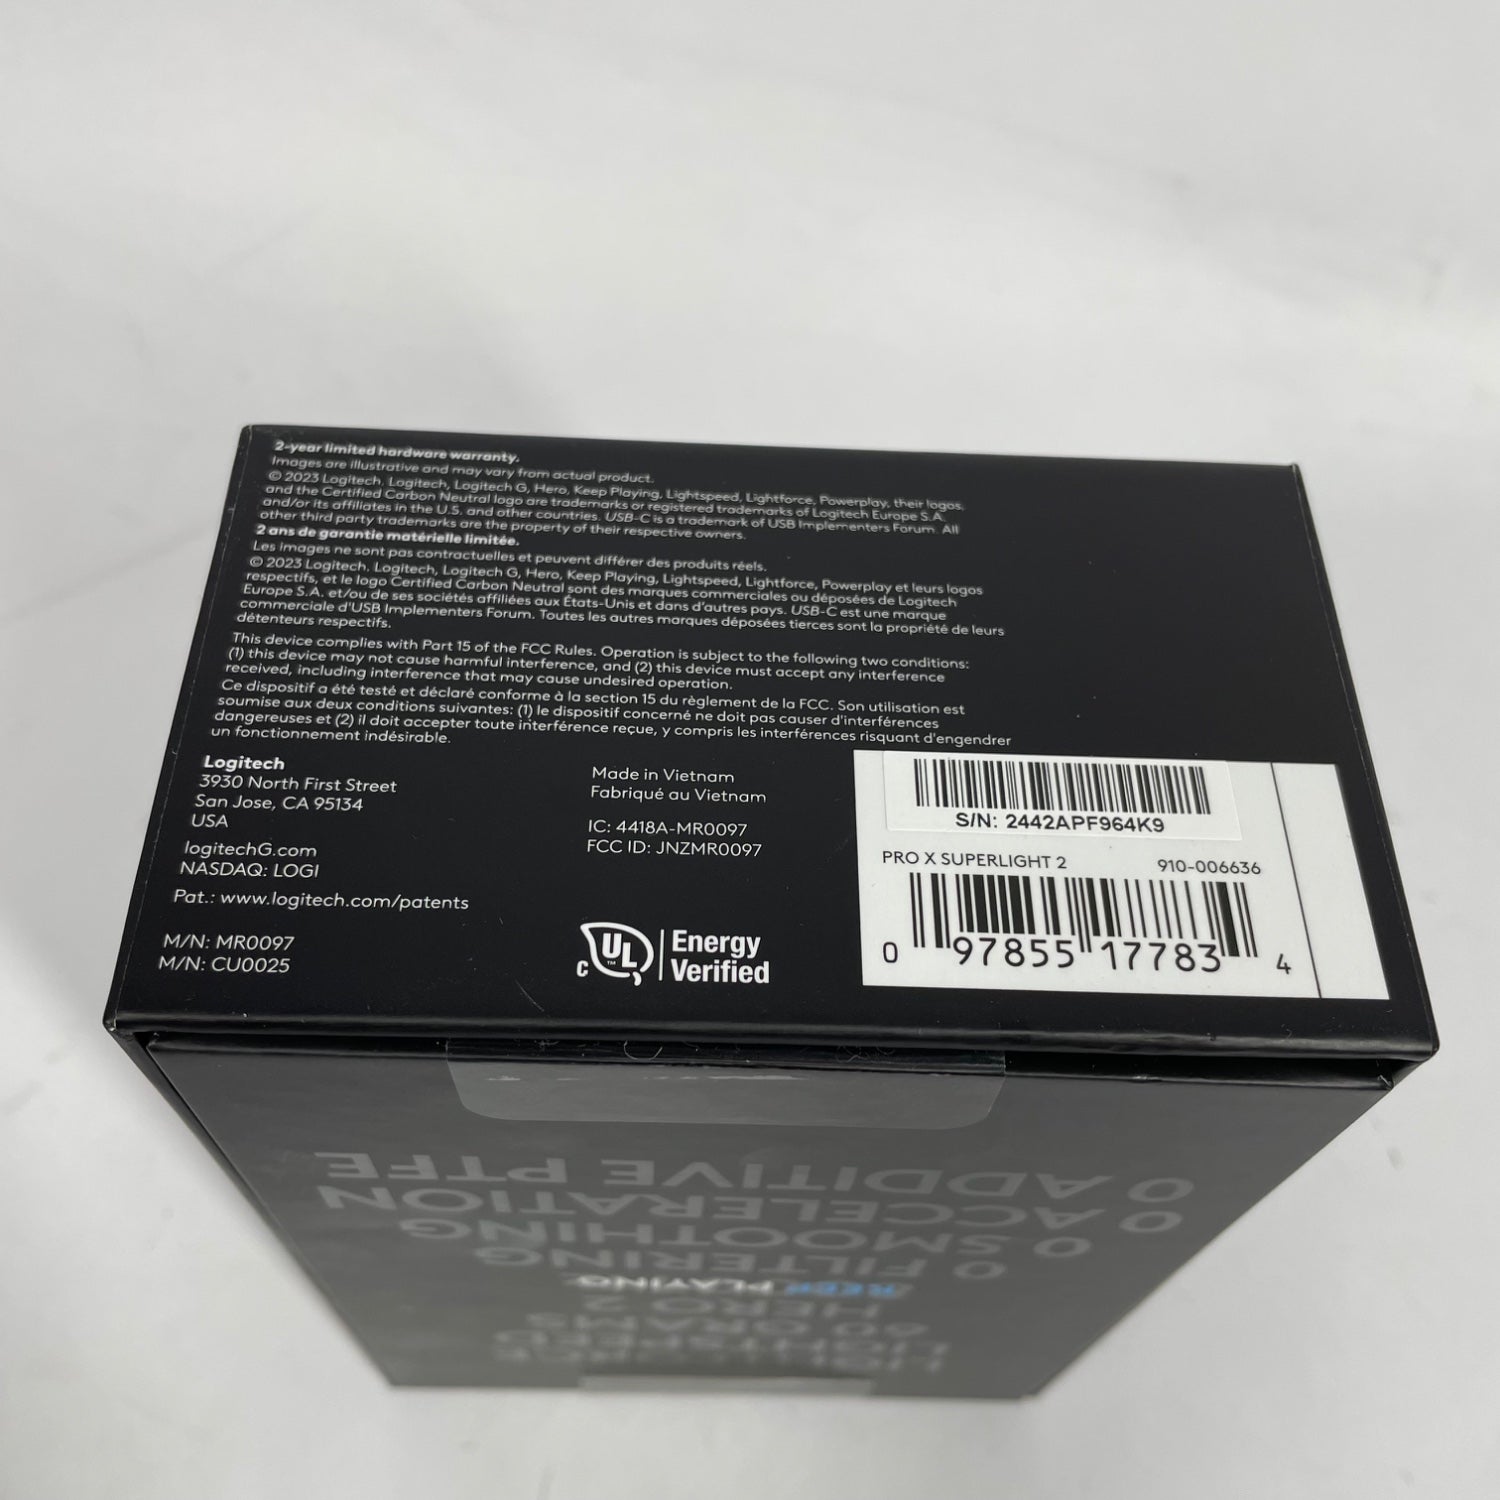 2-year limited hardware warranty.
Images are illustrative and may vary from actual product.
© 2023 Logitech. Logitech, Logitech G, Hero, Keep Playing, Lightspeed, Lightforce, Powerplay, their logos,
and the Certified Carbon Neutral logo are trademarks or registered trademarks of Logitech Europe S.A.
and/or its affiliates in the U.S. and other countries. USB-C is a trademark of USB Implementers Forum. All
other third party trademarks are the property of their respective owners.
2 ans de garantie matérielle limitée.
Les images ne sont pas contractuelles et peuvent différer des produits réels.
© 2023 Logitech. Logitech, Logitech G, Hero, Keep Playing, Lightspeed, Lightforce, Powerplay et leurs logos
respectifs, et le logo Certified Carbon Neutral sont des marques commerciales ou déposées de Logitech
Europe S.A. et/ou de ses sociétés affiliées aux États-Unis et dans d'autres pays. USB-C est une marque
commerciale d'USB Implementers Forum. Toutes les autres marques déposées tierces sont la propriété de leurs
détenteurs respectifs.
This device complies with Part 15 of the FCC Rules. Operation is subject to the following two conditions:
(1) this device may not cause harmful interference, and (2) this device must accept any interference
received, including interference that may cause undesired operation.
Ce dispositif a été testé et déclaré conforme à la section 15 du règlement de la FCC. Son utilisation est
soumise aux deux conditions suivantes: (1) le dispositif concerné ne doit pas causer d'interférences
dangereuses et (2) il doit accepter toute interférence reçue, y compris les interférences risquant d'engendrer
un fonctionnement indésirable.
Logitech
3930 North First Street
San Jose, CA 95134
USA
logitechG.com
NASDAQ: LOGI
Pat.: www.logitech.com/patents
M/N: MR0097
M/N: CU0025
Made in Vietnam
Fabriqué au Vietnam
IC: 4418A-MR0097
FCC ID: JNZMR0097
c UL ™
Energy
Verified
S/N: 2442APF964K9
PRO X SUPERLIGHT 2 910-006636
0 97855 17783 4
0 ADDITIVE PTFE
0 ACCELERATION
0 SMOOTHING
0 FILTERING
KEEP PLAYING
HERO 2
60 GRAMS
LIGHTSPEED
LIGHTFORCE